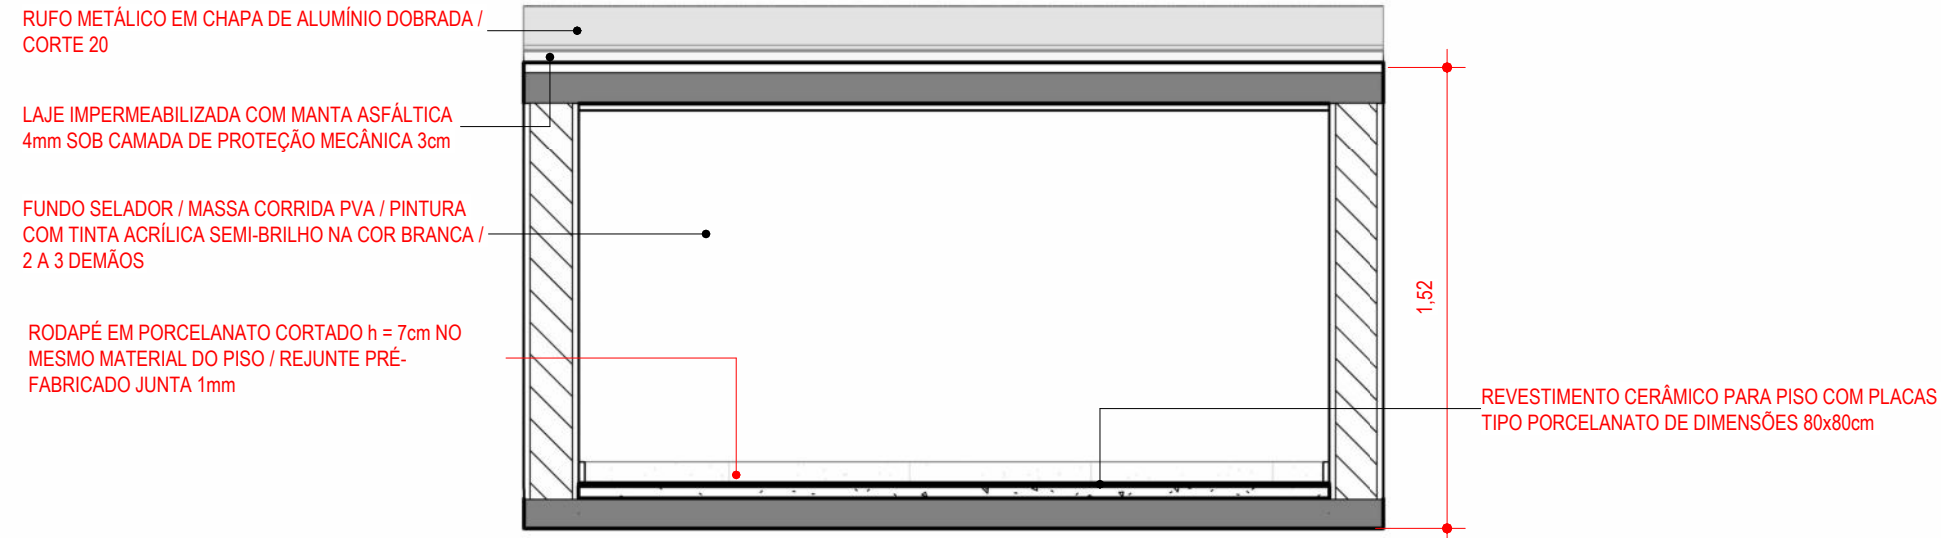 RUFO METÁLICO EM CHAPA DE ALUMÍNIO DOBRADA /
CORTE 20
LAJE IMPERMEABILIZADA COM MANTA ASFÁLTICA
4mm SOB CAMADA DE PROTEÇÃO MECÂNICA 3cm
FUNDO SELADOR / MASSA CORRIDA PVA / PINTURA
COM TINTA ACRÍLICA SEMI-BRILHO NA COR BRANCA /
2 A 3 DEMÃOS
RODAPÉ EM PORCELANATO CORTADO h = 7cm NO
MESMO MATERIAL DO PISO / REJUNTE PRÉ-
FABRICADO JUNTA 1mm
1,52
REVESTIMENTO CERÂMICO PARA PISO COM PLACAS
TIPO PORCELANATO DE DIMENSÕES 80x80cm